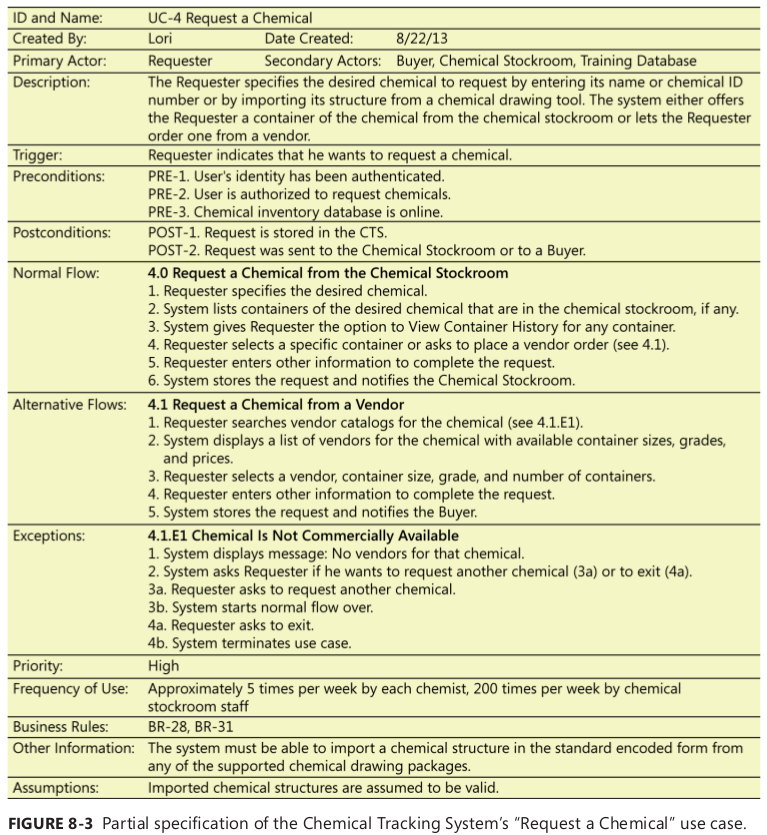 ID and Name: UC-4 Request a Chemical
Created By: Lori Date Created: 8/22/13
Primary Actor: Requester Secondary Actors: Buyer, Chemical Stockroom, Training Database
Description: The Requester specifies the desired chemical to request by entering its name or chemical ID
number or by importing its structure from a chemical drawing tool. The system either offers
the Requester a container of the chemical from the chemical stockroom or lets the Requester
order one from a vendor.
Trigger: Requester indicates that he wants to request a chemical.
Preconditions: PRE-1. User's identity has been authenticated.
PRE-2. User is authorized to request chemicals.
PRE-3. Chemical inventory database is online.
Postconditions: POST-1. Request is stored in the CTS.
POST-2. Request was sent to the Chemical Stockroom or to a Buyer.
Normal Flow: 4.0 Request a Chemical from the Chemical Stockroom
1. Requester specifies the desired chemical.
2. System lists containers of the desired chemical that are in the chemical stockroom, if any.
3. System gives Requester the option to View Container History for any container.
4. Requester selects a specific container or asks to place a vendor order (see 4.1).
5. Requester enters other information to complete the request.
6. System stores the request and notifies the Chemical Stockroom.
Alternative Flows: 4.1 Request a Chemical from a Vendor
1. Requester searches vendor catalogs for the chemical (see 4.1.E1).
2. System displays a list of vendors for the chemical with available container sizes, grades,
and prices.
3. Requester selects a vendor, container size, grade, and number of containers.
4. Requester enters other information to complete the request.
5. System stores the request and notifies the Buyer.
Exceptions: 4.1.E1 Chemical Is Not Commercially Available
1. System displays message: No vendors for that chemical.
2. System asks Requester if he wants to request another chemical (3a) or to exit (4a).
3a. Requester asks to request another chemical.
3b. System starts normal flow over.
4a. Requester asks to exit.
4b. System terminates use case.
Priority: High
Frequency of Use: Approximately 5 times per week by each chemist, 200 times per week by chemical
stockroom staff
Business Rules: BR-28, BR-31
Other Information: The system must be able to import a chemical structure in the standard encoded form from
any of the supported chemical drawing packages.
Assumptions: Imported chemical structures are assumed to be valid.
FIGURE 8-3 Partial specification of the Chemical Tracking System's "Request a Chemical" use case.